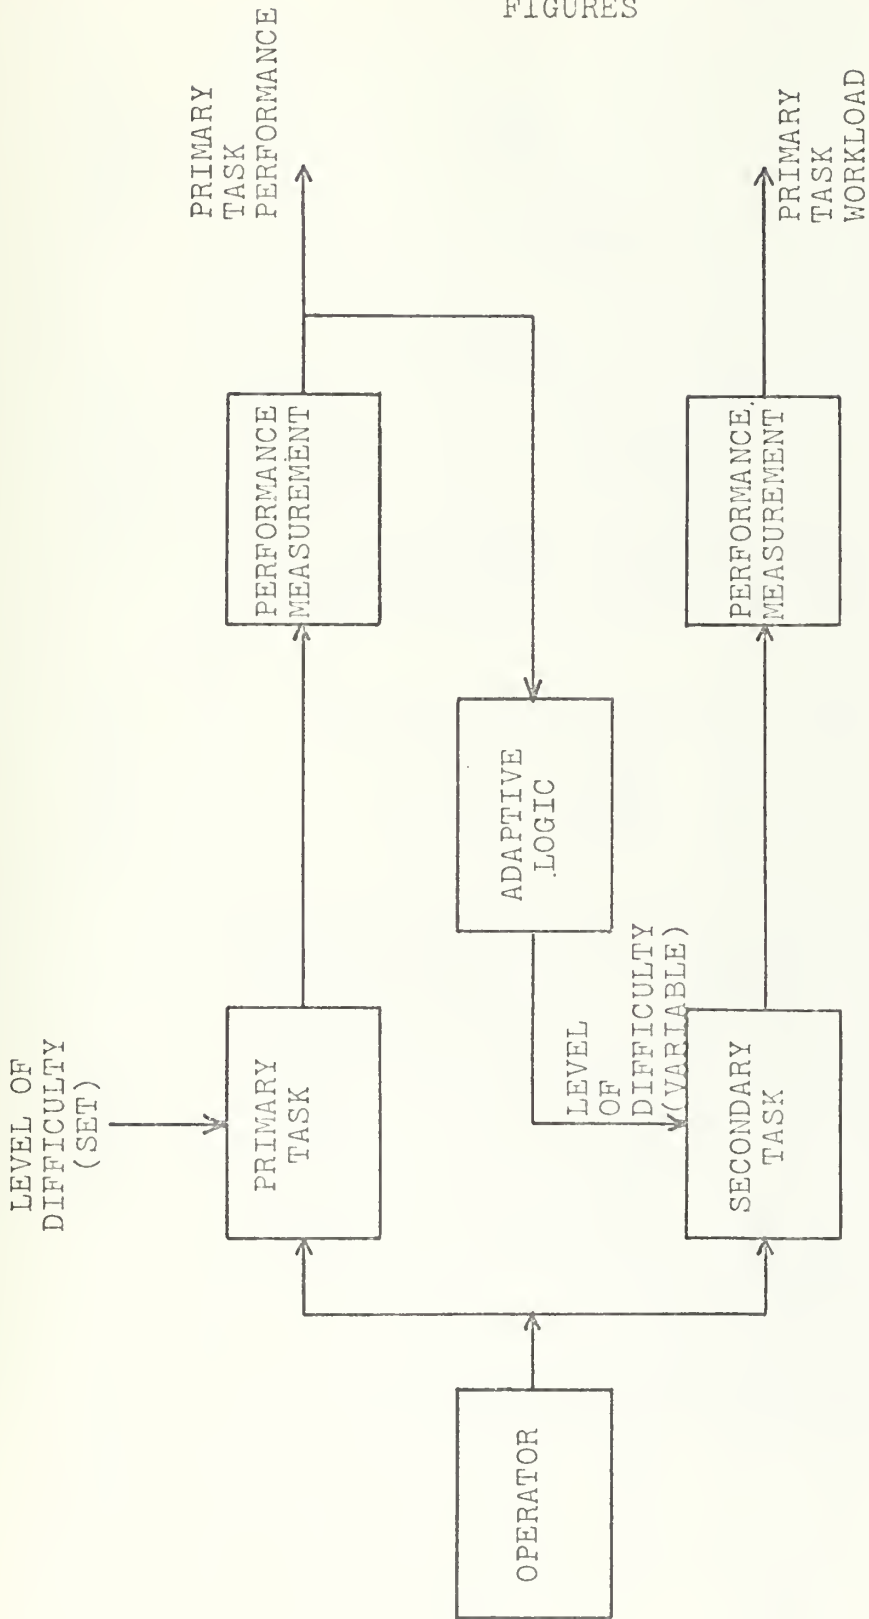 FIGURES
LEVEL OF
DIFFICULTY
(SET)
PRIMARY
TASK
PERFORMANCE
MEASUREMENT
PRIMARY
TASK
PERFORMANCE
OPERATOR
ADAPTIVE
LOGIC
LEVEL
OF
DIFFICULTY
(VARIABLE)
SECONDARY
TASK
PERFORMANCE
MEASUREMENT
PRIMARY
TASK
WORKLOAD